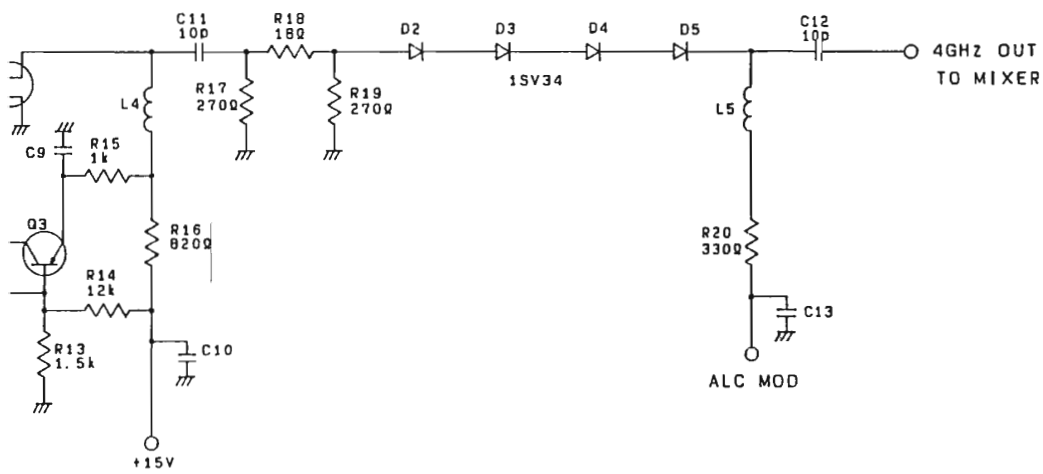 C11
10p
R18
18Ω
D2
D3
D4
D5
C12
10p
4GHz OUT
TO MIXER
1SV34
R17
270Ω
R19
270Ω
L4
L5
C9
R15
1k
Q3
R16
820Ω
R20
330Ω
R14
12k
C13
R13
1.5k
C10
ALC MOD
+15V